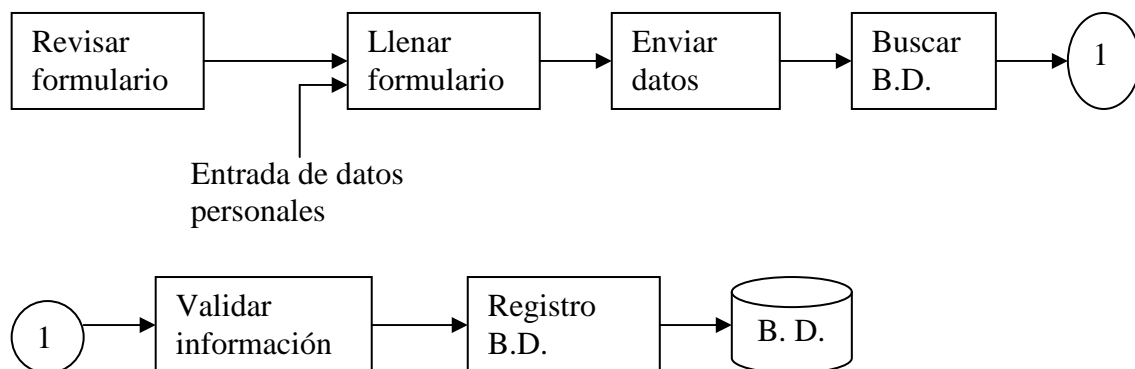 Revisar
formulario
Llenar
formulario
Enviar
datos
Buscar
B.D.
1
Entrada de datos
personales
1
Validar
información
Registro
B.D.
B. D.